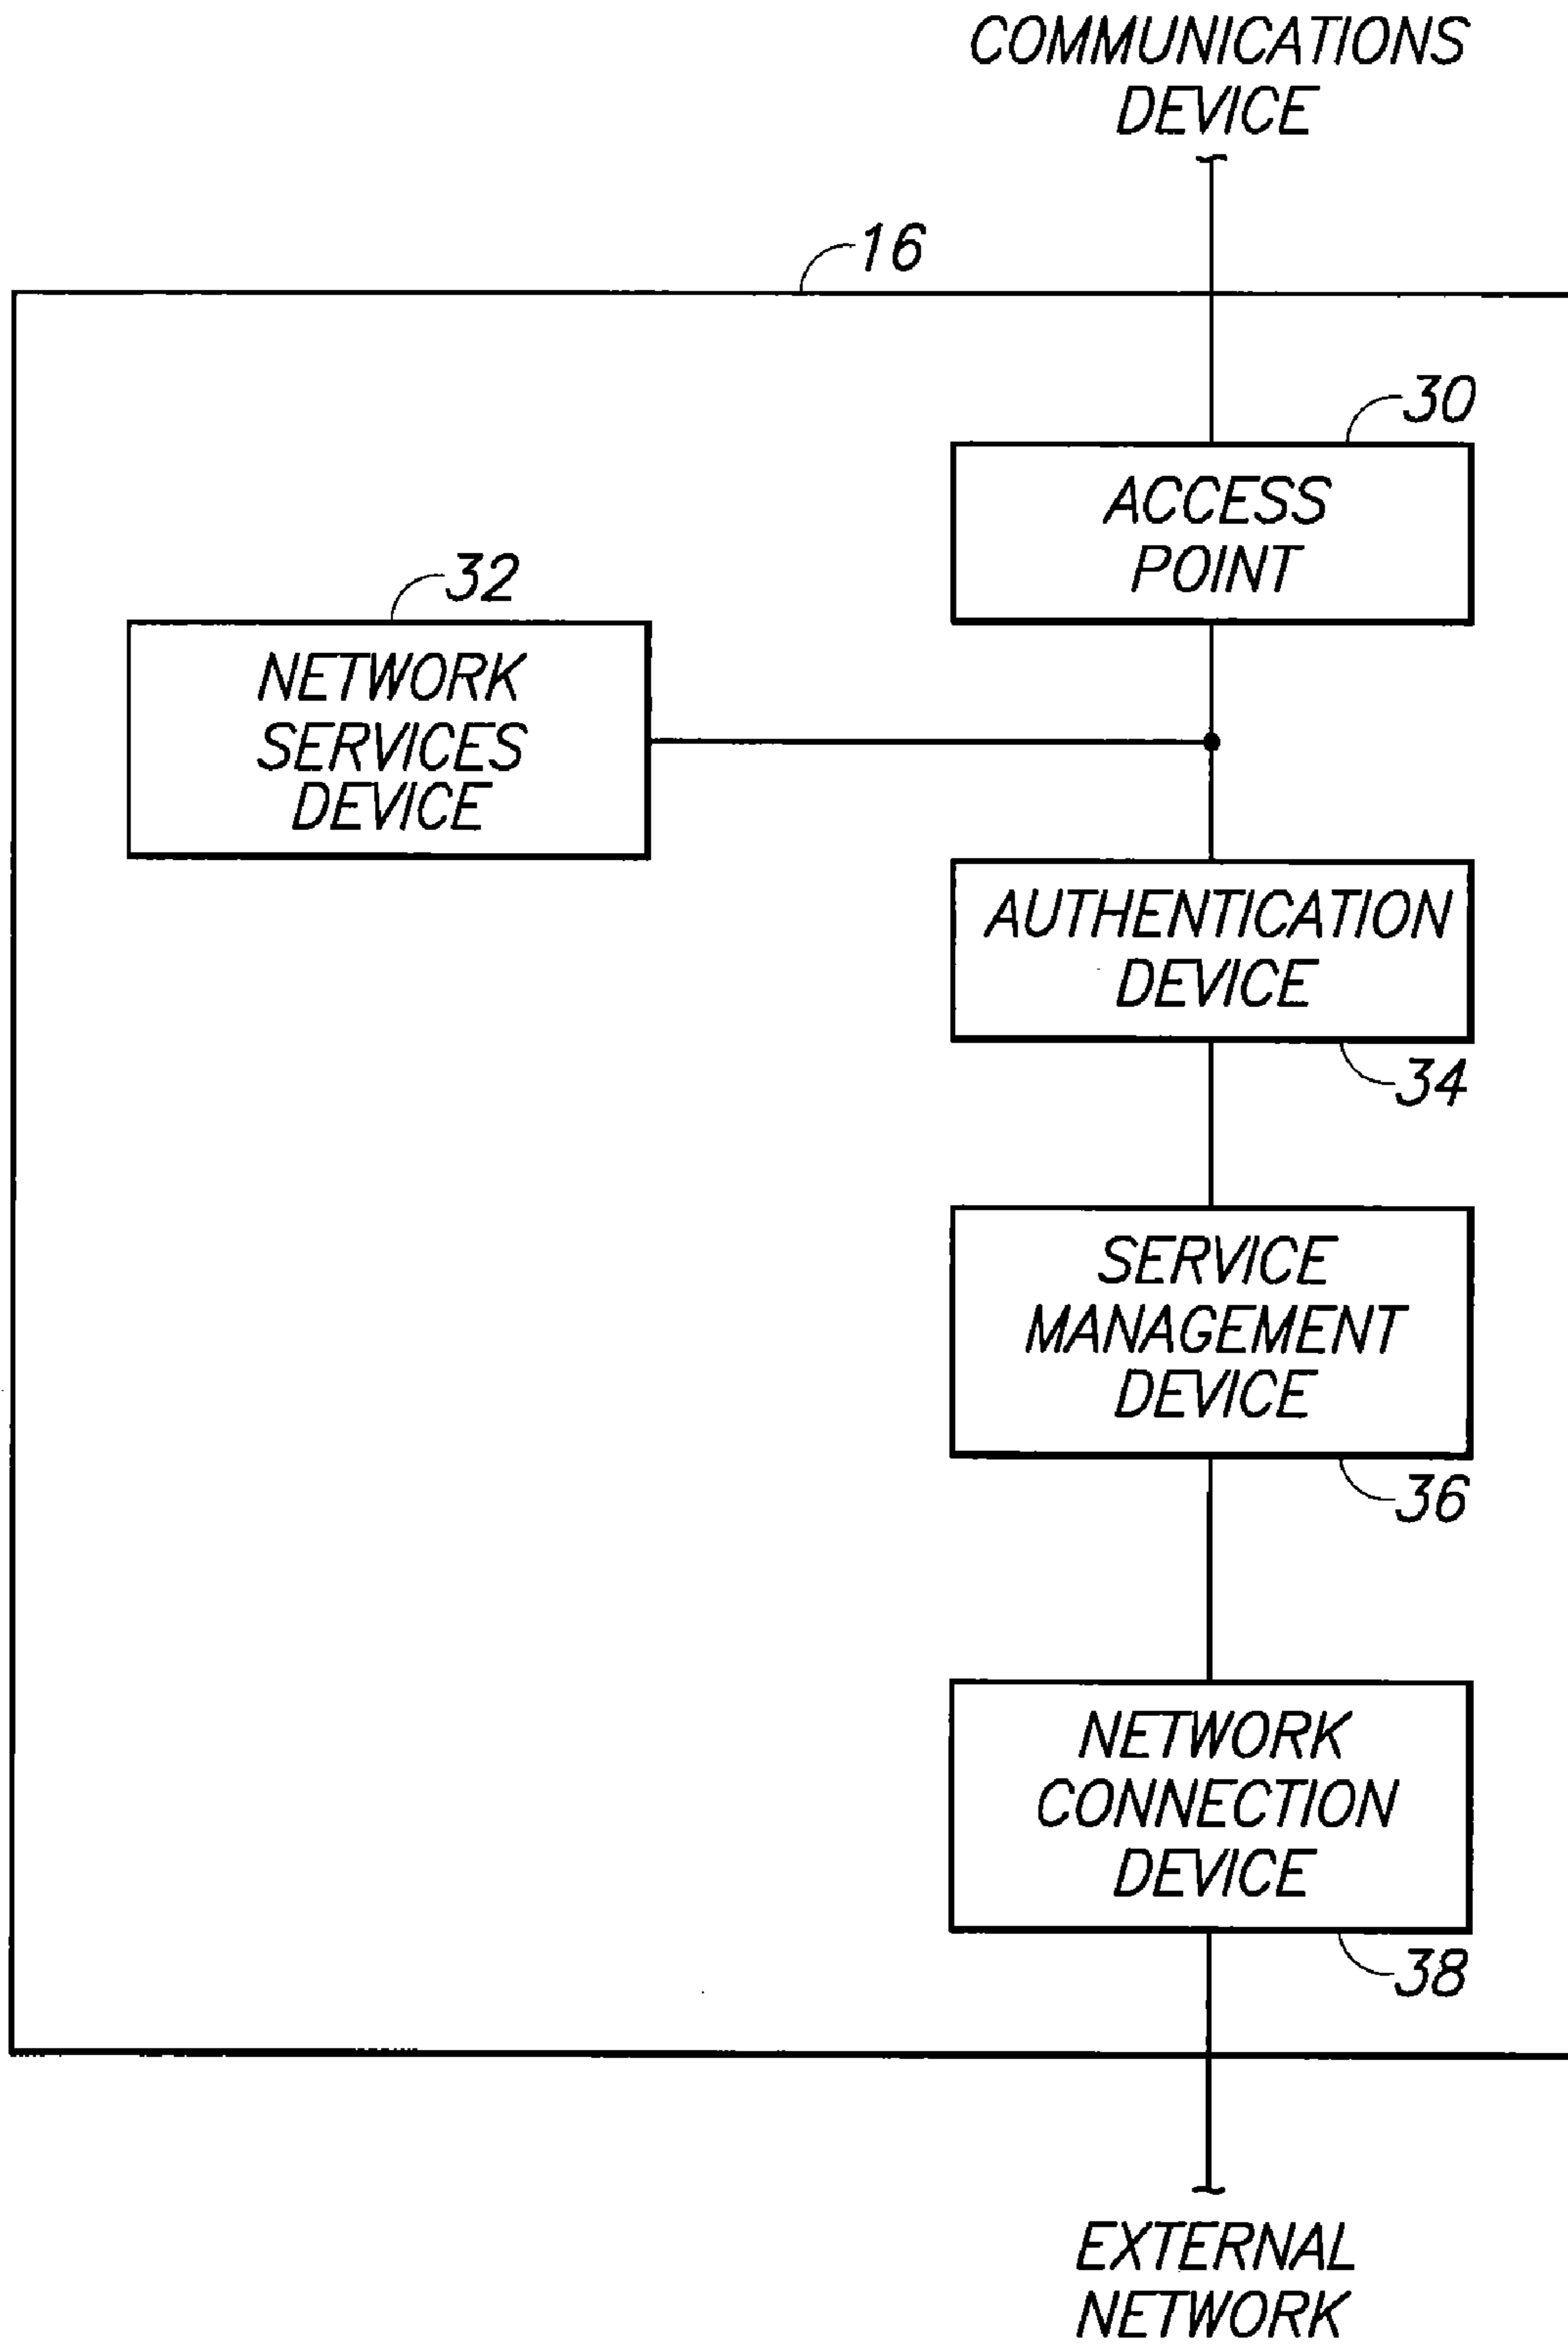 COMMUNICATIONS
DEVICE
16
30
ACCESS
POINT
32
NETWORK
SERVICES
DEVICE
AUTHENTICATION
DEVICE
34
SERVICE
MANAGEMENT
DEVICE
36
NETWORK
CONNECTION
DEVICE
38
EXTERNAL
NETWORK